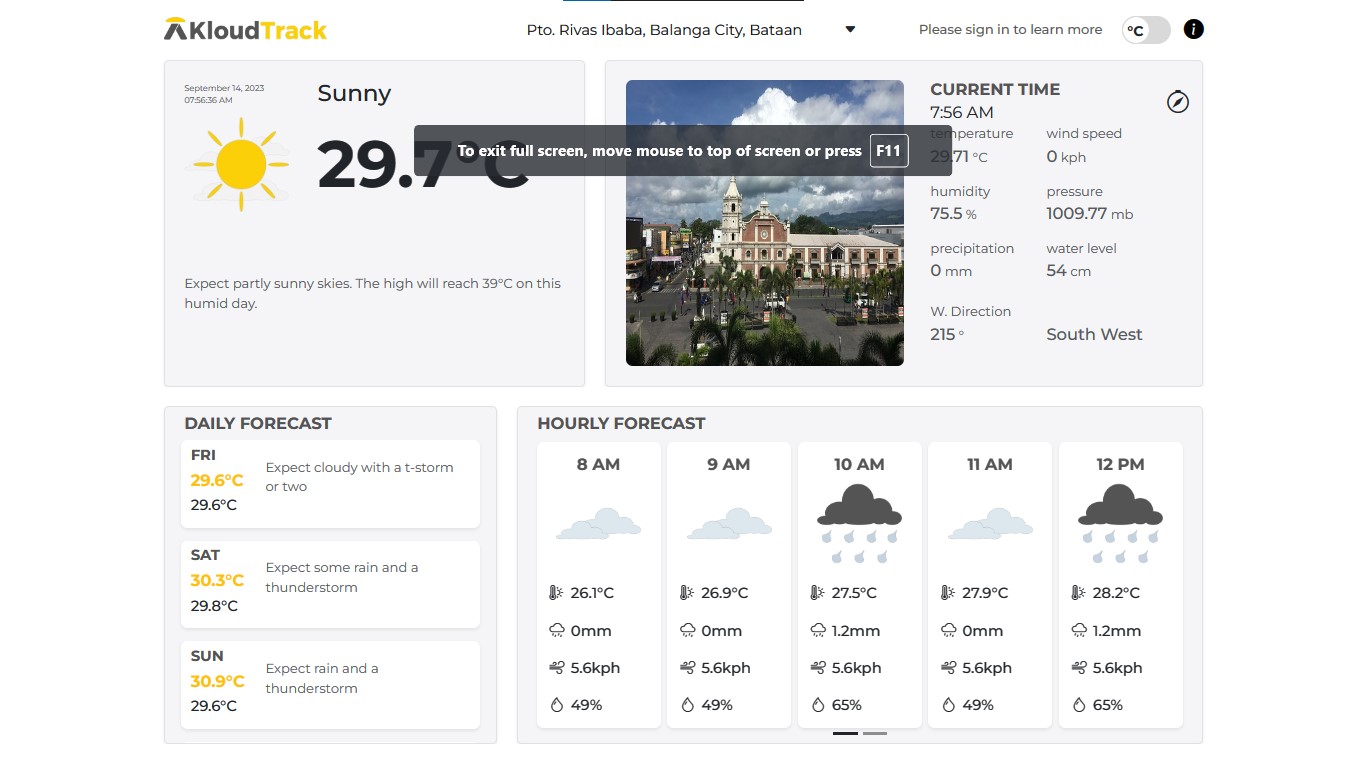 KloudTrack
Pto. Rivas Ibaba, Balanga City, Bataan
Please sign in to learn more
°C
i
September 14, 2023
07:56:36 AM
Sunny
29.7°C
Expect partly sunny skies. The high will reach 39°C on this
humid day.
To exit full screen, move mouse to top of screen or press F11
CURRENT TIME
7:56 AM
temperature
29.71 °C
wind speed
0 kph
humidity
75.5 %
pressure
1009.77 mb
precipitation
0 mm
water level
54 cm
W. Direction
215 °
South West
DAILY FORECAST
FRI
29.6°C
29.6°C
Expect cloudy with a t-storm
or two
SAT
30.3°C
29.8°C
Expect some rain and a
thunderstorm
SUN
30.9°C
29.6°C
Expect rain and a
thunderstorm
HOURLY FORECAST
8 AM
26.1°C
0mm
5.6kph
49%
9 AM
26.9°C
0mm
5.6kph
49%
10 AM
27.5°C
1.2mm
5.6kph
65%
11 AM
27.9°C
0mm
5.6kph
49%
12 PM
28.2°C
1.2mm
5.6kph
65%